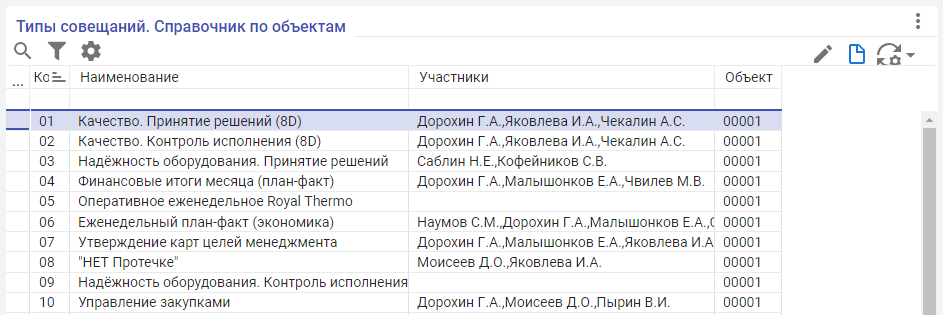 Типы совещаний. Справочник по объектам
... Ко Наименование Участники Объект
01 Качество. Принятие решений (8D) Дорохин Г.А.,Яковлева И.А.,Чекалин А.С. 00001
02 Качество. Контроль исполнения (8D) Дорохин Г.А.,Яковлева И.А.,Чекалин А.С. 00001
03 Надёжность оборудования. Принятие решений Саблин Н.Е.,Кофейников С.В. 00001
04 Финансовые итоги месяца (план-факт) Дорохин Г.А.,Малышонков Е.А.,Чвилев М.В. 00001
05 Оперативное еженедельное Royal Thermo 00001
06 Еженедельный план-факт (экономика) Наумов С.М.,Дорохин Г.А.,Малышонков Е.А., 00001
07 Утверждение карт целей менеджмента Дорохин Г.А.,Малышонков Е.А.,Яковлева И.А 00001
08 "НЕТ Протечке" Моисеев Д.О.,Яковлева И.А. 00001
09 Надёжность оборудования. Контроль исполнения 00001
10 Управление закупками Дорохин Г.А.,Моисеев Д.О.,Пырин В.И. 00001